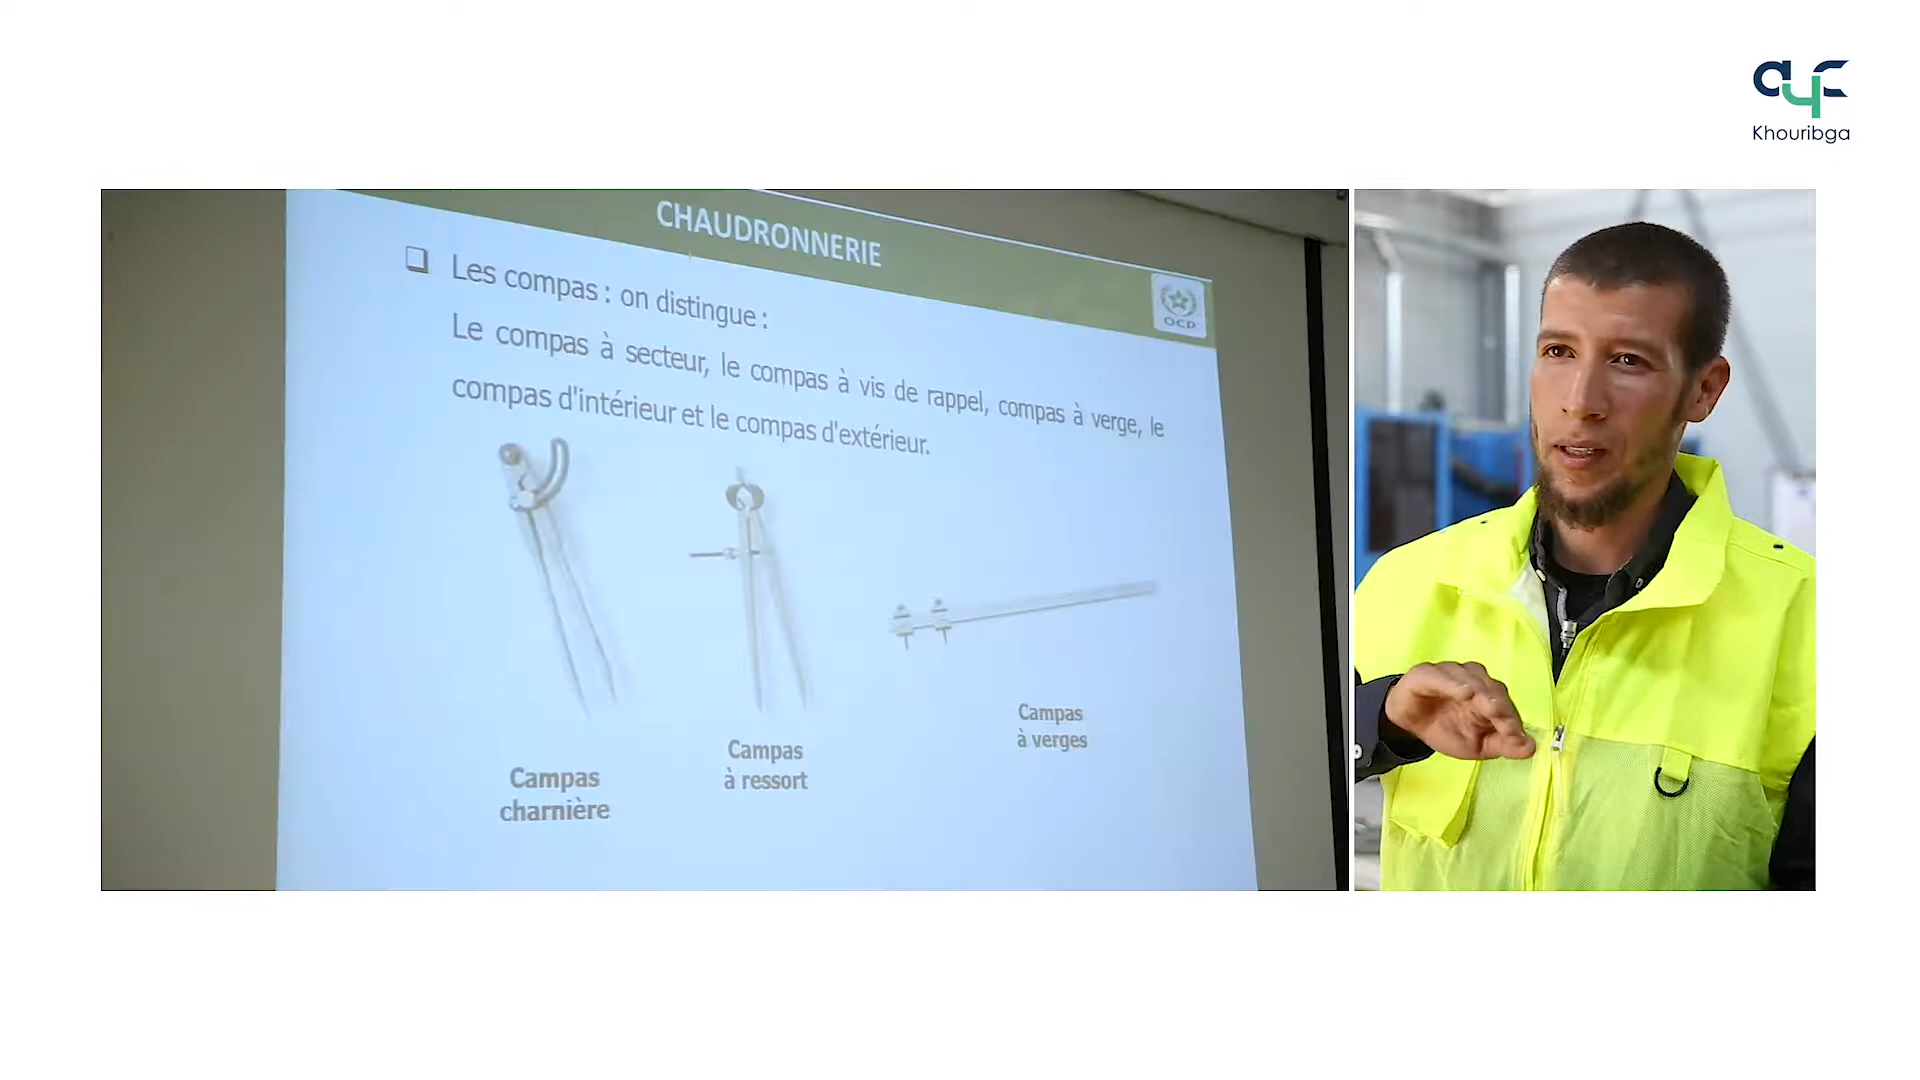 ayc
Khouribga
CHAUDRONNERIE
OCP
❑ Les compas : on distingue :
Le compas à secteur, le compas à vis de rappel, compas à verge, le
compas d'intérieur et le compas d'extérieur.
Campas
charnière
Campas
à ressort
Campas
à verges